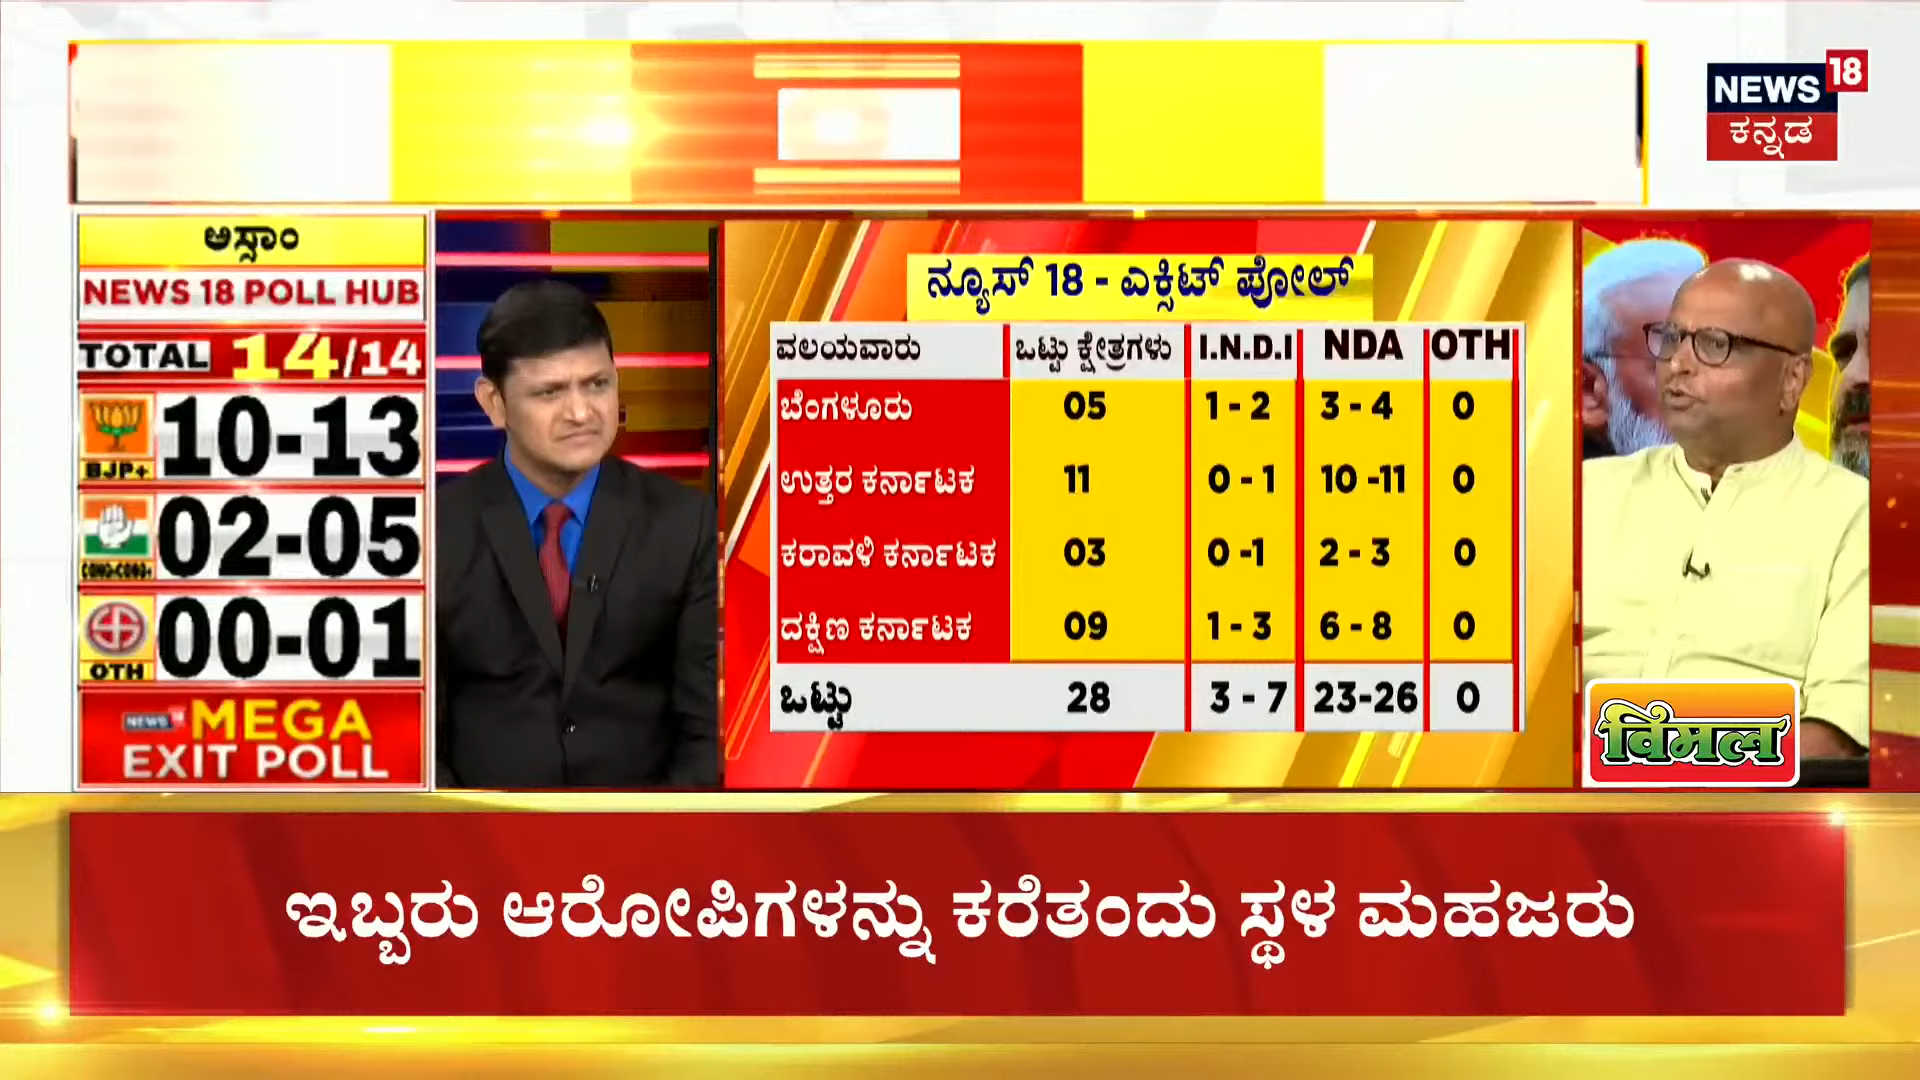 NEWS 18
ಕನ್ನಡ
ಅಸ್ಸಾಂ
NEWS 18 POLL HUB
TOTAL 14/14
BJP+ 10-13
02-05
OTH 00-01
NEWS 18 MEGA
EXIT POLL
ನ್ಯೂಸ್ 18 - ಎಕ್ಸಿಟ್ ಪೋಲ್
ವಲಯವಾರು ಒಟ್ಟು ಕ್ಷೇತ್ರಗಳು I.N.D.I NDA OTH
ಬೆಂಗಳೂರು 05 1 - 2 3 - 4 0
ಉತ್ತರ ಕರ್ನಾಟಕ 11 0 - 1 10 -11 0
ಕರಾವಳಿ ಕರ್ನಾಟಕ 03 0 -1 2 - 3 0
ದಕ್ಷಿಣ ಕರ್ನಾಟಕ 09 1 - 3 6 - 8 0
ಒಟ್ಟು 28 3 - 7 23-26 0
विमल
ಇಬ್ಬರು ಆರೋಪಿಗಳನ್ನು ಕರೆತಂದು ಸ್ಥಳ ಮಹಜರು